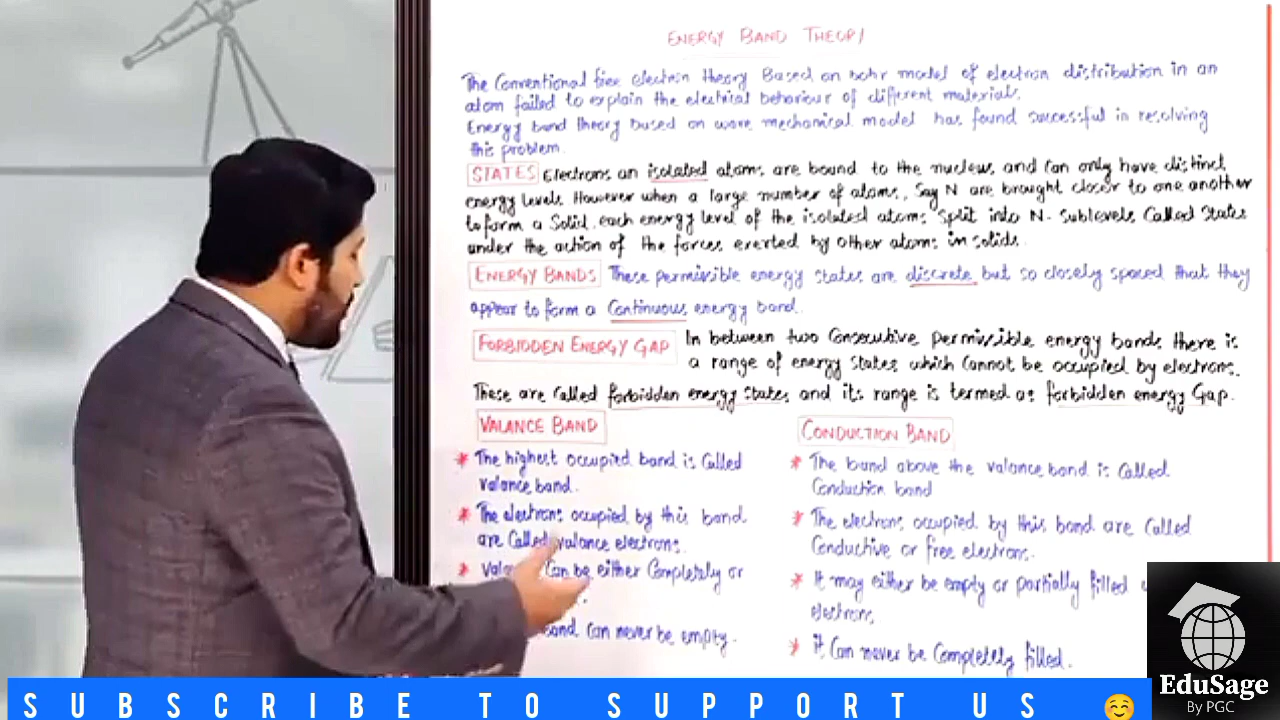 ENERGY BAND THEORY
The Conventional free electron theory Based on bohr model of electron distribution in an
atom failed to explain the electrical behaviour of different materials.
Energy band theory based on wave mechanical model has found successful in resolving
this problem.
STATES Electrons an isolated atoms are bound to the nucleus and Can only have distinct
energy levels. However when a large number of atoms, Say N are brought closer to one another
to form a Solid, each energy level of the isolated atoms Split into N-sublevels Called States
under the action of the forces exerted by other atoms in solids.
ENERGY BANDS These permissible energy states are discrete but so closely spaced that they
appear to form a Continuous energy band.
FORBIDDEN ENERGY GAP In between two Consecutive permissible energy bands there is
a range of energy States which Cannot be occupied by electrons.
These are Called forbidden energy states and its range is termed as forbidden energy Gap.
VALANCE BAND
* The highest occupied band is Called
valance band.
* The electrons occupied by this band
are Called valance electrons.
* Can be either Completely or
band Can never be empty.
CONDUCTION BAND
* The band above the valance band is Called
Conduction band
* The electrons occupied by this band are Called
Conductive or free electrons.
* It may either be empty or partially filled
electrons.
* it Can never be Completely filled.
EduSage
By PGC
SUBSCRIBE TO SUPPORT US